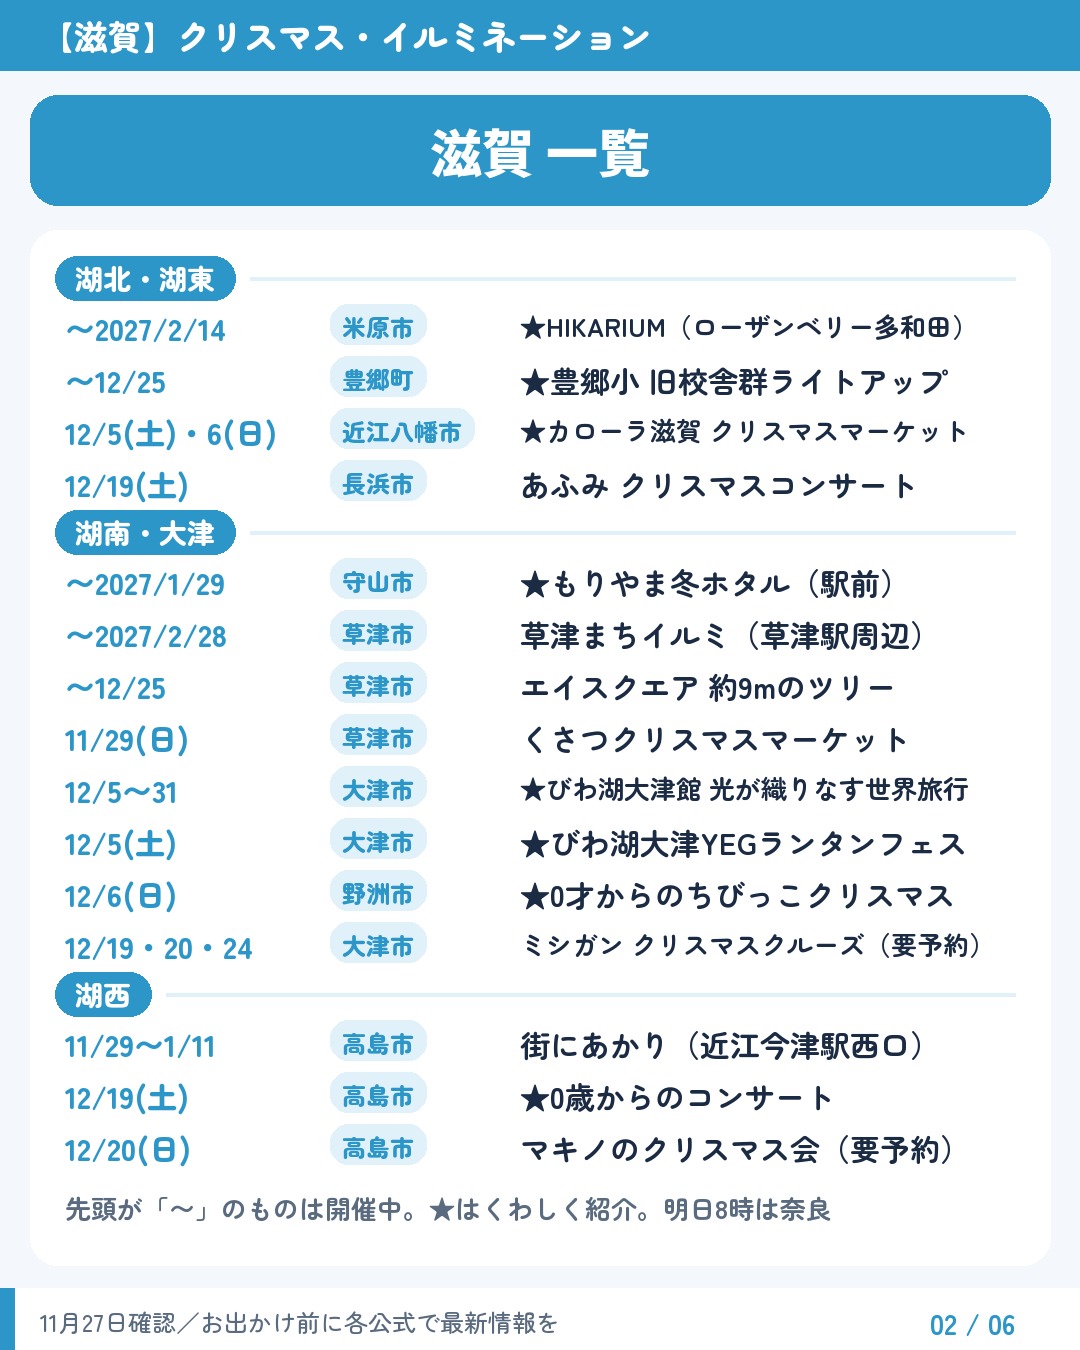 【滋賀】クリスマス・イルミネーション
滋賀 一覧
湖北・湖東
〜2027/2/14 米原市 ★HIKARIUM（ローザンベリー多和田）
〜12/25 豊郷町 ★豊郷小 旧校舎群ライトアップ
12/5(土)・6(日) 近江八幡市 ★カローラ滋賀 クリスマスマーケット
12/19(土) 長浜市 あふみ クリスマスコンサート
湖南・大津
〜2027/1/29 守山市 ★もりやま冬ホタル（駅前）
〜2027/2/28 草津市 草津まちイルミ（草津駅周辺）
〜12/25 草津市 エイスクエア 約9mのツリー
11/29(日) 草津市 くさつクリスマスマーケット
12/5〜31 大津市 ★びわ湖大津館 光が織りなす世界旅行
12/5(土) 大津市 ★びわ湖大津YEGランタンフェス
12/6(日) 野洲市 ★0才からのちびっこクリスマス
12/19・20・24 大津市 ミシガン クリスマスクルーズ（要予約）
湖西
11/29〜1/11 高島市 街にあかり（近江今津駅西口）
12/19(土) 高島市 ★0歳からのコンサート
12/20(日) 高島市 マキノのクリスマス会（要予約）
先頭が「〜」のものは開催中。★はくわしく紹介。明日8時は奈良
11月27日確認／お出かけ前に各公式で最新情報を
02 / 06